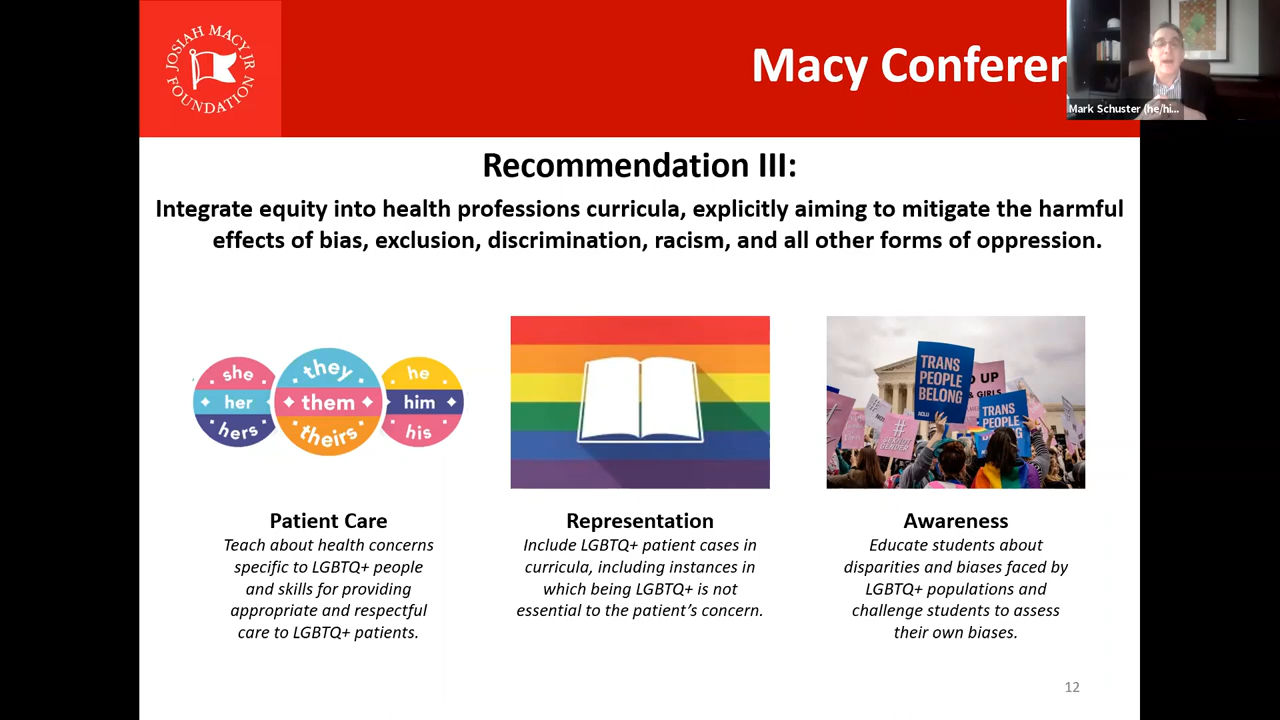 JOSIAH MACY JR
FOUNDATION
Macy Conferen
Mark Schuster (he/hi...
Recommendation III:
Integrate equity into health professions curricula, explicitly aiming to mitigate the harmful
effects of bias, exclusion, discrimination, racism, and all other forms of oppression.
she
her
hers
they
them
theirs
he
him
his
TRANS
PEOPLE
BELONG
D UP
& GIRLS
TRANS
PEOPLE
Patient Care
Teach about health concerns
specific to LGBTQ+ people
and skills for providing
appropriate and respectful
care to LGBTQ+ patients.
Representation
Include LGBTQ+ patient cases in
curricula, including instances in
which being LGBTQ+ is not
essential to the patient's concern.
Awareness
Educate students about
disparities and biases faced by
LGBTQ+ populations and
challenge students to assess
their own biases.
12